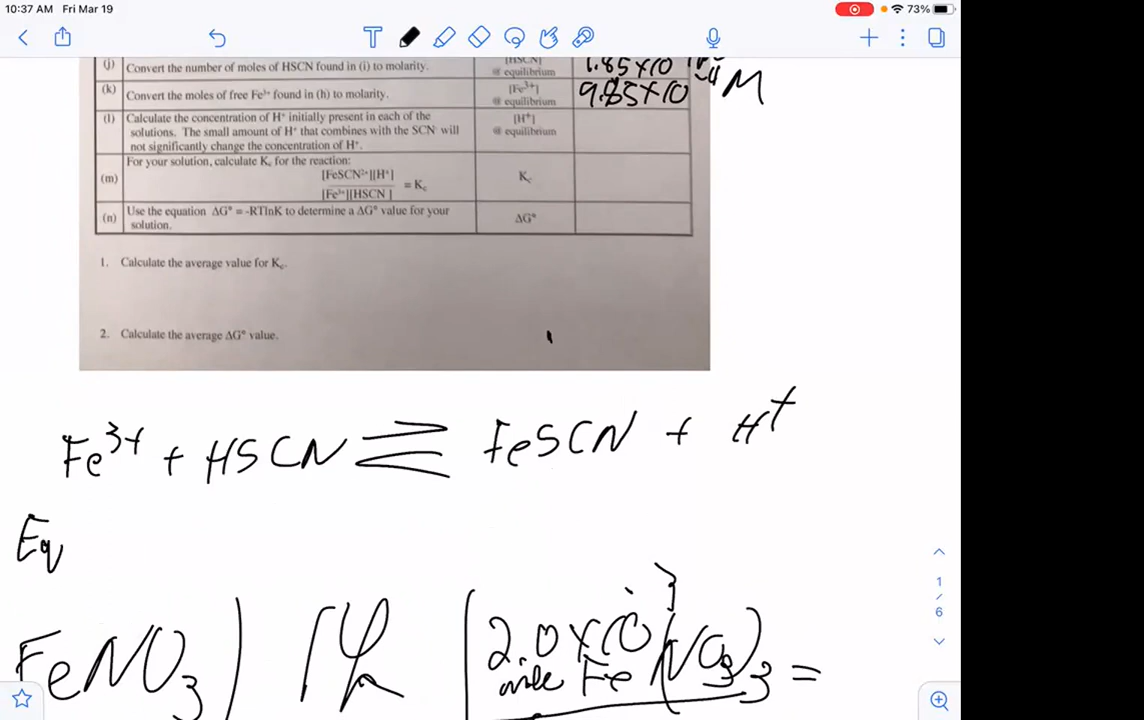 10:37 AM Fri Mar 19
73%
(j) Convert the number of moles of HSCN found in (i) to molarity. [HSCN] @ equilibrium 1.85×10
(k) Convert the moles of free Fe³⁺ found in (h) to molarity. [Fe³⁺] @ equilibrium 9.85×10⁻⁴ M
(l) Calculate the concentration of H⁺ initially present in each of the [H⁺]
solutions. The small amount of H⁺ that combines with the SCN will @ equilibrium
not significantly change the concentration of H⁺.
For your solution, calculate K꜀ for the reaction:
(m) [FeSCN²⁺][H⁺] / [Fe³⁺][HSCN ] = K꜀ K꜀
(n) Use the equation ΔG° = -RTlnK to determine a ΔG° value for your ΔG°
solution.
1. Calculate the average value for K꜀.
2. Calculate the average ΔG° value.
Fe³⁺ + HSCN ⇌ FeSCN + H⁺
Eq
FeNO₃) 2.0×10³
mole Fe(NO₃)₃ =
1
/
6